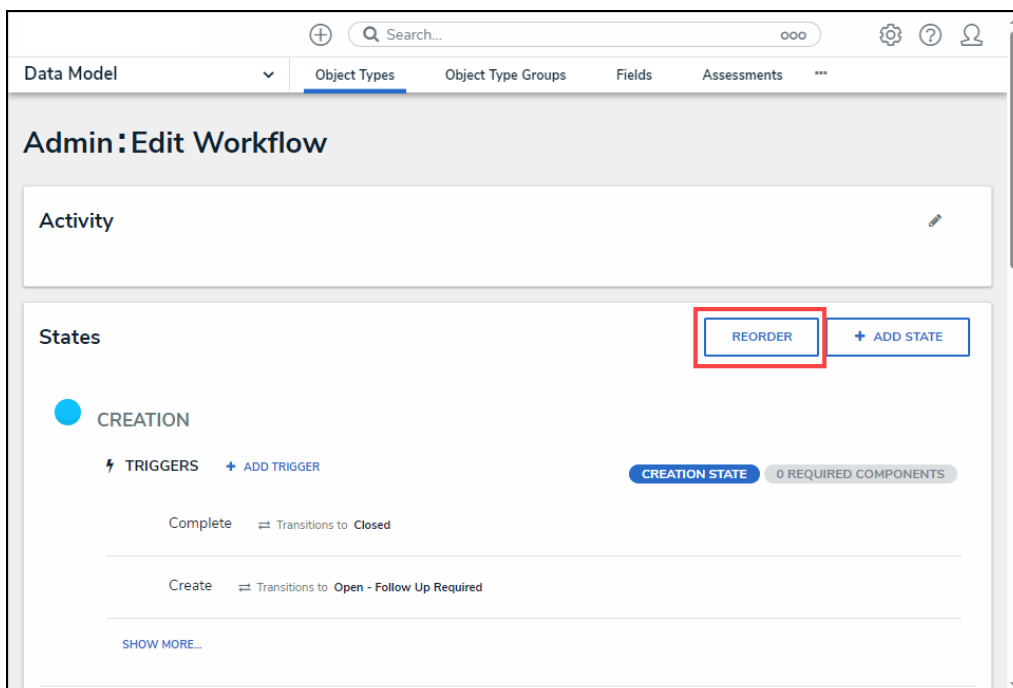 Search...
Data Model Object Types Object Type Groups Fields Assessments
Admin:Edit Workflow
Activity
States REORDER + ADD STATE
CREATION
TRIGGERS + ADD TRIGGER
CREATION STATE 0 REQUIRED COMPONENTS
Complete Transitions to Closed
Create Transitions to Open - Follow Up Required
SHOW MORE...